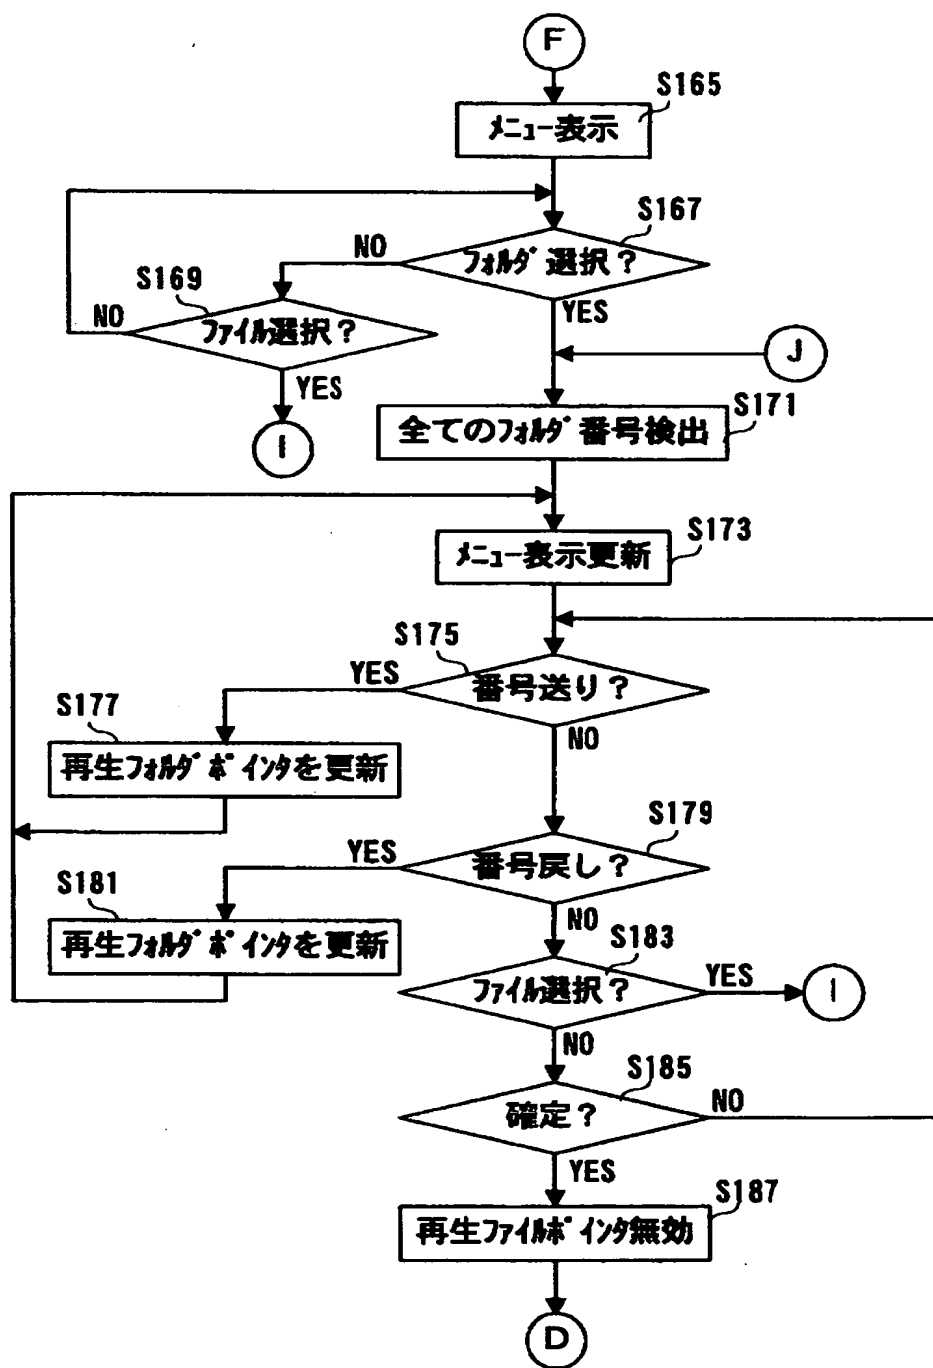 F
S165
メニュー表示
S167
フォルダ選択?
NO
YES
S169
ファイル選択?
NO
YES
I
J
S171
全てのフォルダ番号検出
S173
メニュー表示更新
S175
番号送り?
YES
NO
S177
再生フォルダポインタを更新
S179
番号戻し?
YES
NO
S181
再生フォルダポインタを更新
S183
ファイル選択?
YES
I
NO
S185
確定?
NO
YES
S187
再生ファイルポインタ無効
D